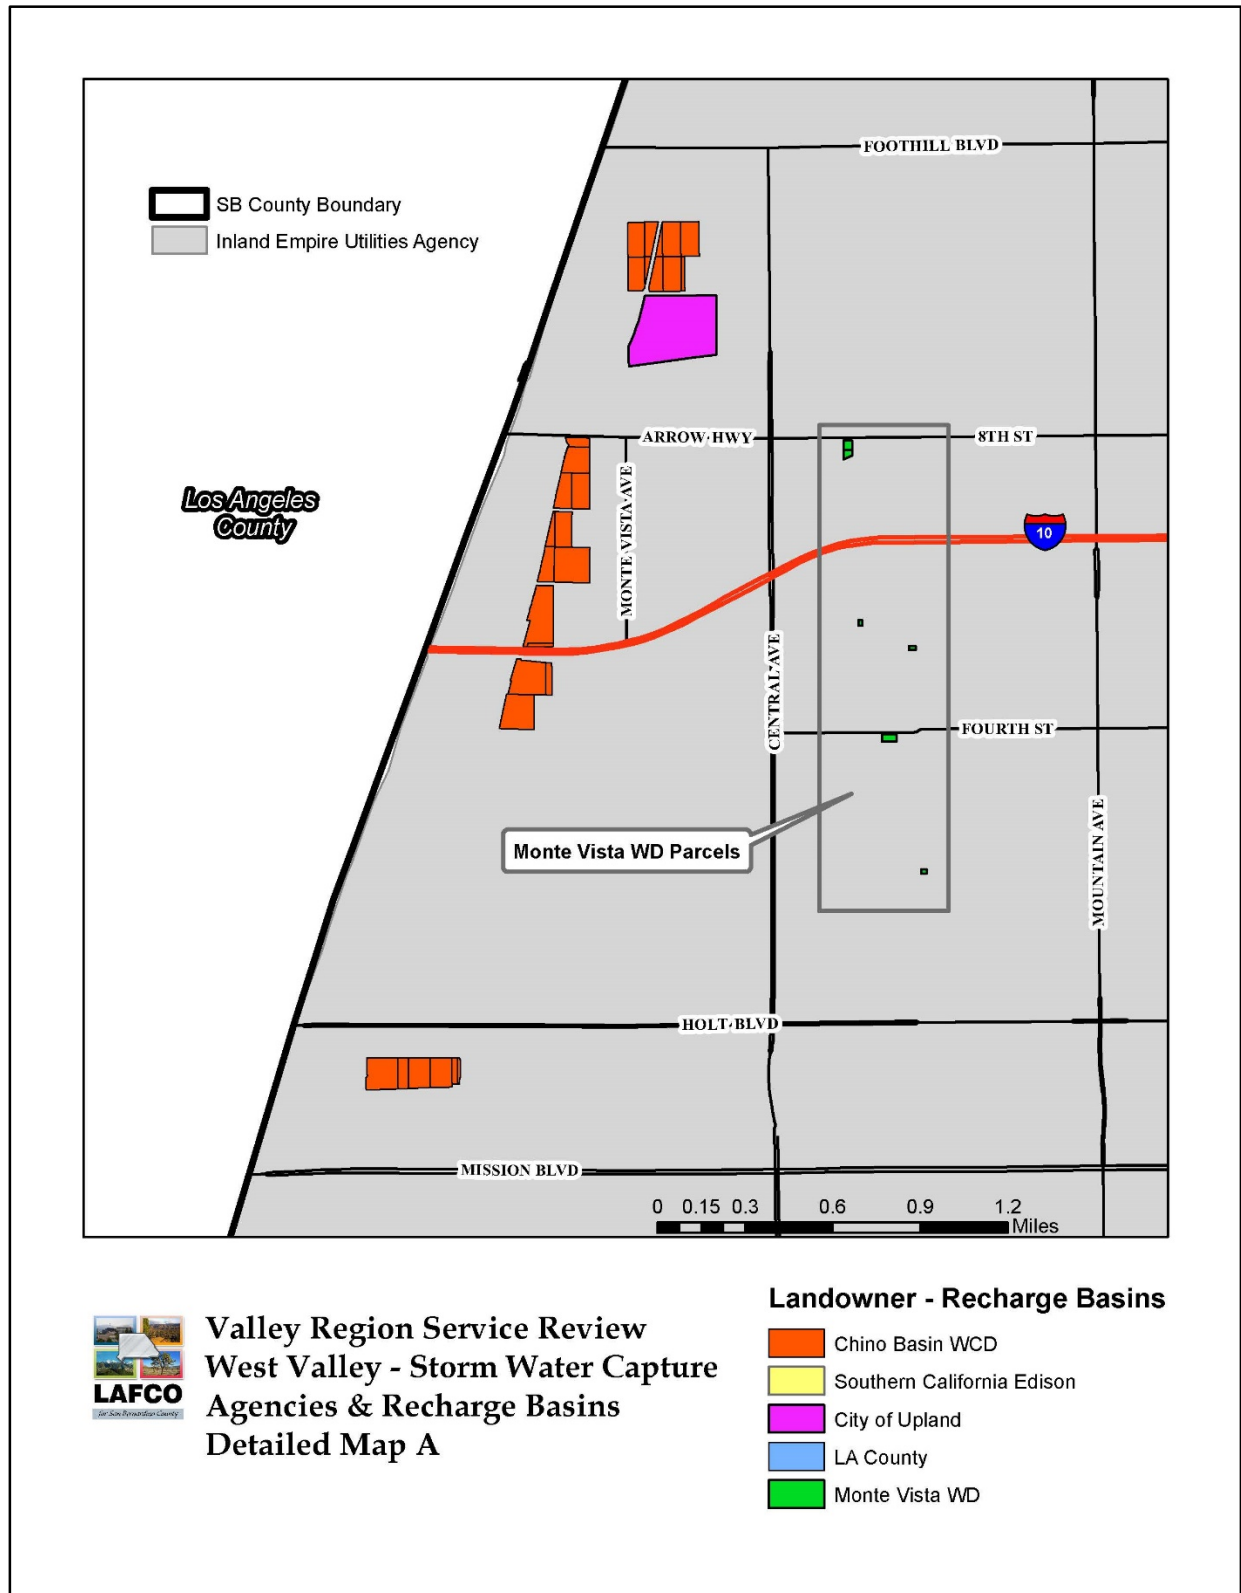 FOOTHILL BLVD
SB County Boundary
Inland Empire Utilities Agency
ARROW HWY
8TH ST
MONTE VISTA AVE
Los Angeles
County
10
CENTRAL AVE
FOURTH ST
Monte Vista WD Parcels
MOUNTAIN AVE
HOLT BLVD
MISSION BLVD
0 0.15 0.3 0.6 0.9 1.2
Miles
Landowner - Recharge Basins
Chino Basin WCD
Southern California Edison
City of Upland
LA County
Monte Vista WD
LAFCO
for San Bernardino County
Valley Region Service Review
West Valley - Storm Water Capture
Agencies & Recharge Basins
Detailed Map A